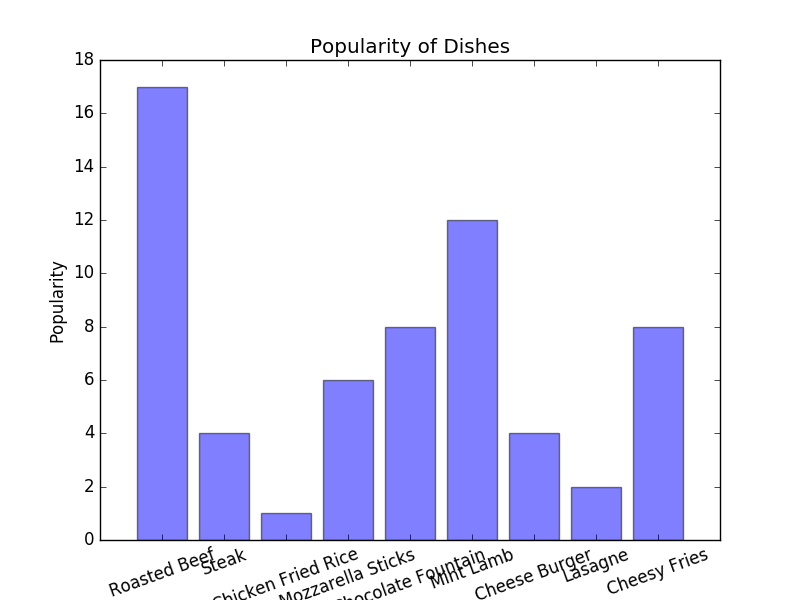 Popularity of Dishes
18
16
14
12
10
8
6
4
2
0
Popularity
Roasted Beef
Steak
Chicken Fried Rice
Mozzarella Sticks
Chocolate Fountain
Mint Lamb
Cheese Burger
Lasagne
Cheesy Fries